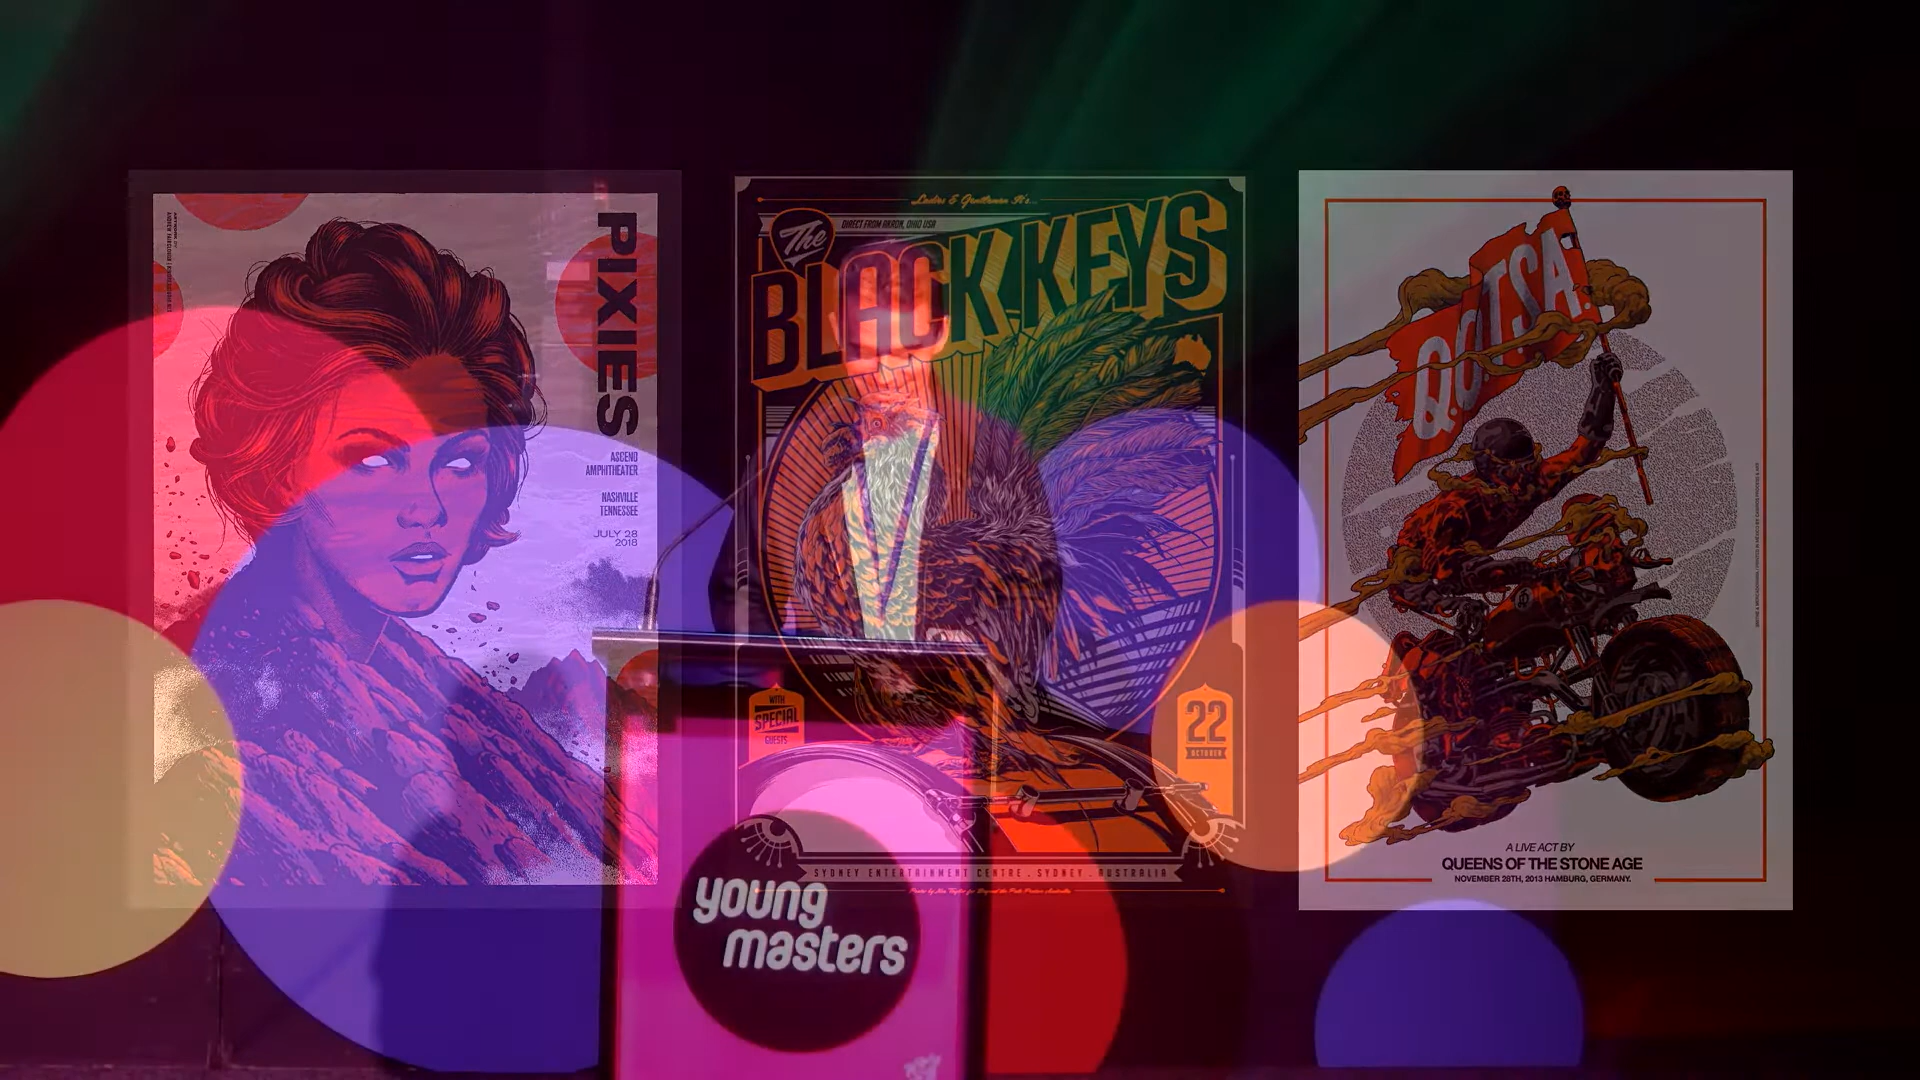 PIXIES
ASCEND
AMPHITHEATER
NASHVILLE
TENNESSEE
JULY 28
2018
Ladies & Gentlemen It's...
DIRECT FROM AKRON, OHIO USA
The
BLACK KEYS
WITH
SPECIAL
GUESTS
22
OCTOBER
SYDNEY ENTERTAINMENT CENTRE . SYDNEY . AUSTRALIA
QOTSA
A LIVE ACT BY
QUEENS OF THE STONE AGE
NOVEMBER 28TH, 2013 HAMBURG, GERMANY.
young
masters